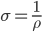 σ = 1/ρ